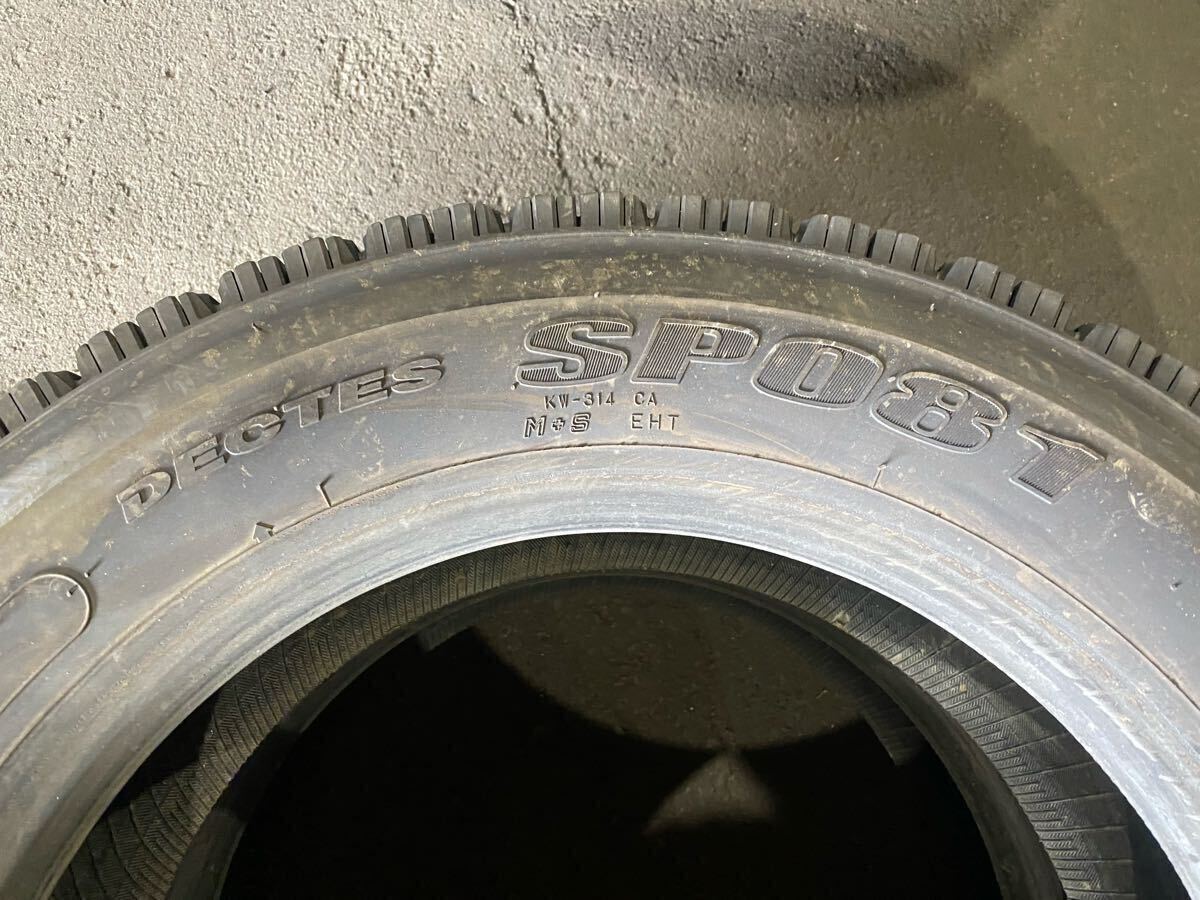 DECTES SP081
KW-314 CA
M+S EHT